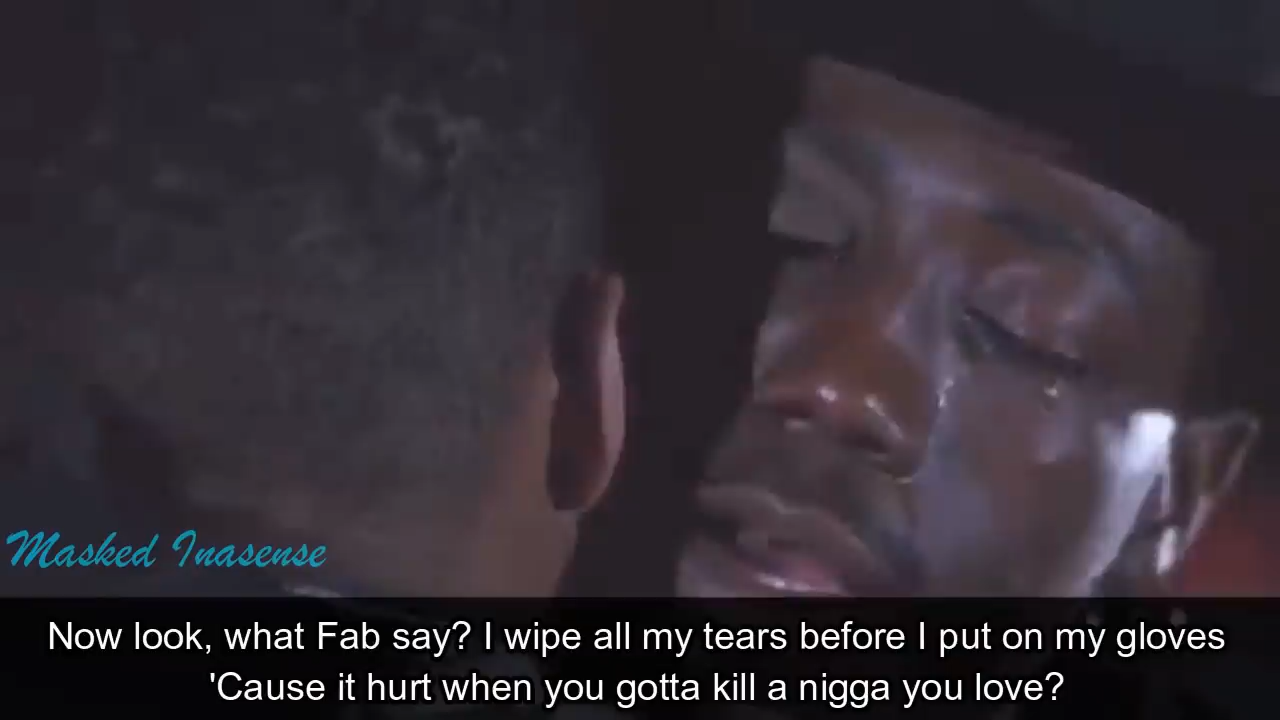 Masked Inasense
Now look, what Fab say? I wipe all my tears before I put on my gloves
'Cause it hurt when you gotta kill a nigga you love?